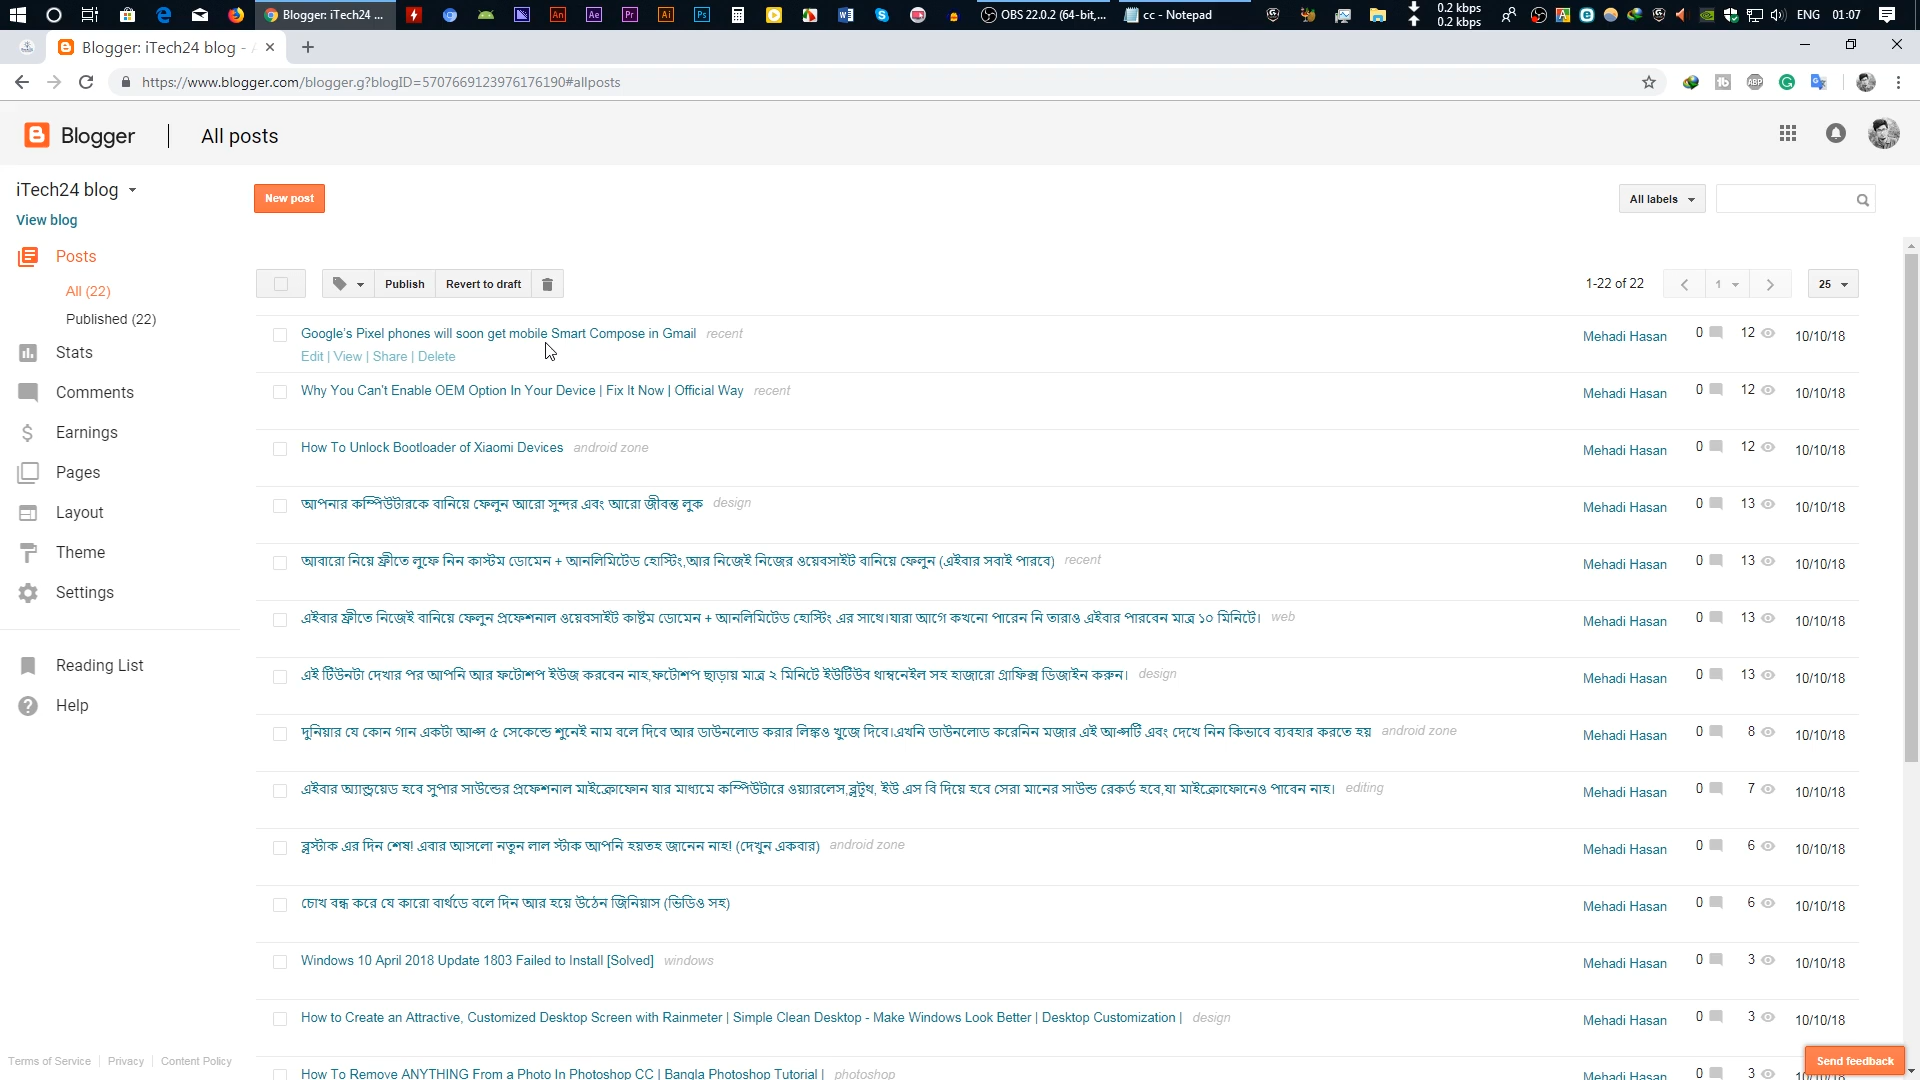 Blogger: iTech24 ...
OBS 22.0.2 (64-bit,...
cc - Notepad
0.2 kbps
0.2 kbps
ENG
01:07
Blogger: iTech24 blog -
https://www.blogger.com/blogger.g?blogID=5707669123976176190#allposts
Blogger
All posts
iTech24 blog
View blog
New post
All labels
Posts
All (22)
Published (22)
Stats
Comments
Earnings
Pages
Layout
Theme
Settings
Reading List
Help
Publish
Revert to draft
1-22 of 22
1
25
Google's Pixel phones will soon get mobile Smart Compose in Gmail recent
Edit | View | Share | Delete
Mehadi Hasan 0 12 10/10/18
Why You Can't Enable OEM Option In Your Device | Fix It Now | Official Way recent
Mehadi Hasan 0 12 10/10/18
How To Unlock Bootloader of Xiaomi Devices android zone
Mehadi Hasan 0 12 10/10/18
আপনার কম্পিউটারকে বানিয়ে ফেলুন আরো সুন্দর এবং আরো জীবন্ত লুক design
Mehadi Hasan 0 13 10/10/18
আবারো নিয়ে ফ্রীতে লুফে নিন কাস্টম ডোমেন + আনলিমিটেড হোস্টিং,আর নিজেই নিজের ওয়েবসাইট বানিয়ে ফেলুন (এইবার সবাই পারবে) recent
Mehadi Hasan 0 13 10/10/18
এইবার ফ্রীতে নিজেই বানিয়ে ফেলুন প্রফেশনাল ওয়েবসাইট কাষ্টম ডোমেন + আনলিমিটেড হোস্টিং এর সাথে।যারা আগে কখনো পারেন নি তারাও এইবার পারবেন মাত্র ১০ মিনিটে। web
Mehadi Hasan 0 13 10/10/18
এই টিউনটা দেখার পর আপনি আর ফটোশপ ইউজ করবেন নাহ,ফটোশপ ছাড়ায় মাত্র ২ মিনিটে ইউটিউব থাম্বনেইল সহ হাজারো গ্রাফিক্স ডিজাইন করুন। design
Mehadi Hasan 0 13 10/10/18
দুনিয়ার যে কোন গান একটা আপ্স ৫ সেকেন্ডে শুনেই নাম বলে দিবে আর ডাউনলোড করার লিঙ্কও খুজে দিবে।এখনি ডাউনলোড করেনিন মজার এই আপ্সটি এবং দেখে নিন কিভাবে ব্যবহার করতে হয় android zone
Mehadi Hasan 0 8 10/10/18
এইবার অ্যান্ড্রয়েড হবে সুপার সাউন্ডের প্রফেশনাল মাইক্রোফোন যার মাধ্যমে কম্পিউটারে ওয়্যারলেস,ব্লুটুথ, ইউ এস বি দিয়ে হবে সেরা মানের সাউন্ড রেকর্ড হবে,যা মাইক্রোফোনেও পাবেন নাহ। editing
Mehadi Hasan 0 7 10/10/18
ব্লুস্টাক এর দিন শেষ! এবার আসলো নতুন লাল স্টাক আপনি হয়তহ জানেন নাহ! (দেখুন একবার) android zone
Mehadi Hasan 0 6 10/10/18
চোখ বন্ধ করে যে কারো বার্থডে বলে দিন আর হয়ে উঠেন জিনিয়াস (ভিডিও সহ)
Mehadi Hasan 0 6 10/10/18
Windows 10 April 2018 Update 1803 Failed to Install [Solved] windows
Mehadi Hasan 0 3 10/10/18
How to Create an Attractive, Customized Desktop Screen with Rainmeter | Simple Clean Desktop - Make Windows Look Better | Desktop Customization | design
Mehadi Hasan 0 3 10/10/18
How To Remove ANYTHING From a Photo In Photoshop CC | Bangla Photoshop Tutorial | photoshop
Mehadi Hasan 0 3
Terms of Service | Privacy | Content Policy
Send feedback